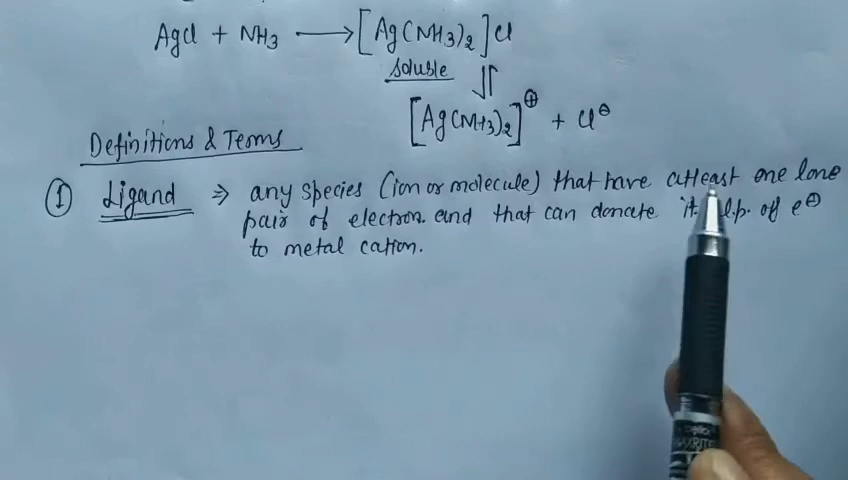 AgCl + NH3 ⟶ [Ag(NH3)2]Cl
soluble ⇌
[Ag(NH3)2]⊕ + Cl⊖
Definitions & Terms
① Ligand ⇒ any species (ion or molecule) that have atleast one lone
pair of electron and that can donate it l.p. of e⊖
to metal cation.